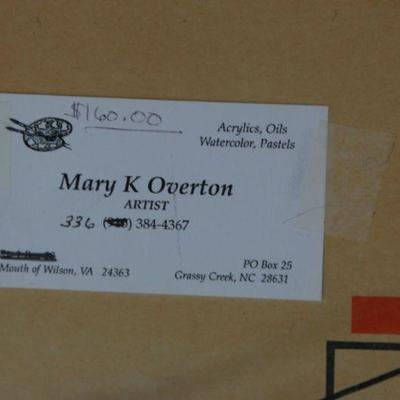 $160.00
Acrylics, Oils
Watercolor, Pastels
Mary K Overton
ARTIST
336 384-4367
Mouth of Wilson, VA 24363
PO Box 25
Grassy Creek, NC 28631